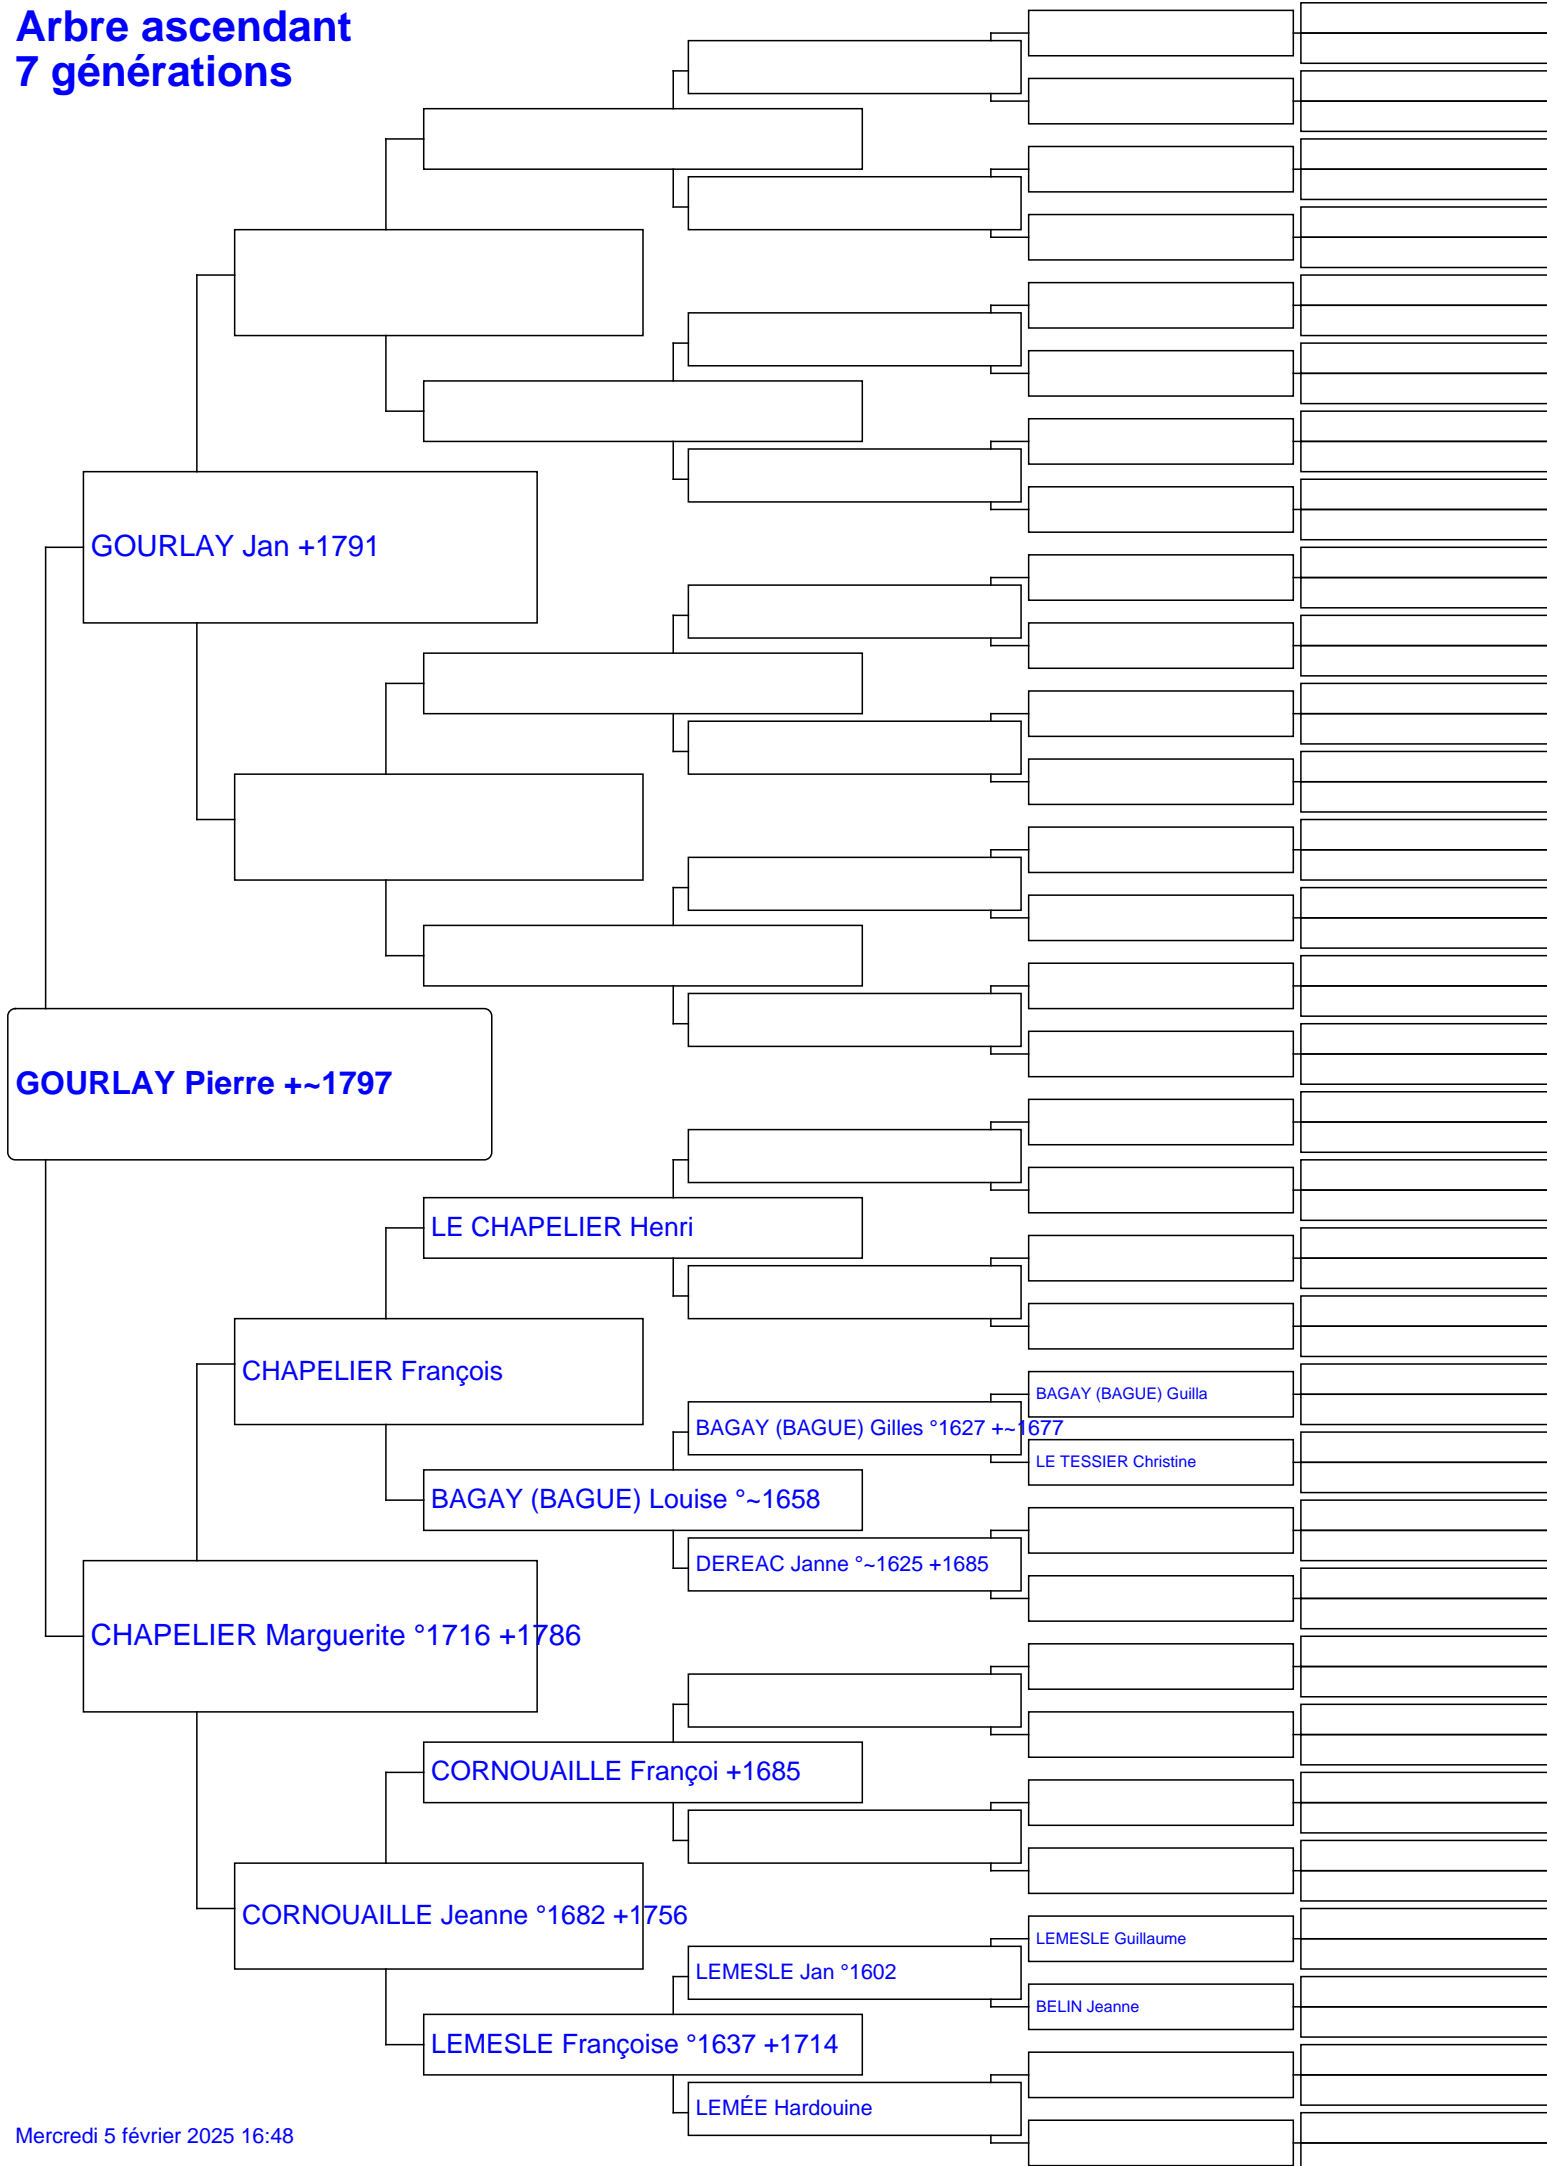 Arbre ascendant
7 générations
GOURLAY Jan +1791
GOURLAY Pierre +~1797
LE CHAPELIER Henri
CHAPELIER François
BAGAY (BAGUE) Guilla
BAGAY (BAGUE) Gilles °1627 +~1677
LE TESSIER Christine
BAGAY (BAGUE) Louise °~1658
DEREAC Janne °~1625 +1685
CHAPELIER Marguerite °1716 +1786
CORNOUAILLE Françoi +1685
CORNOUAILLE Jeanne °1682 +1756
LEMESLE Guillaume
LEMESLE Jan °1602
BELIN Jeanne
LEMESLE Françoise °1637 +1714
LEMÉE Hardouine
Mercredi 5 février 2025 16:48